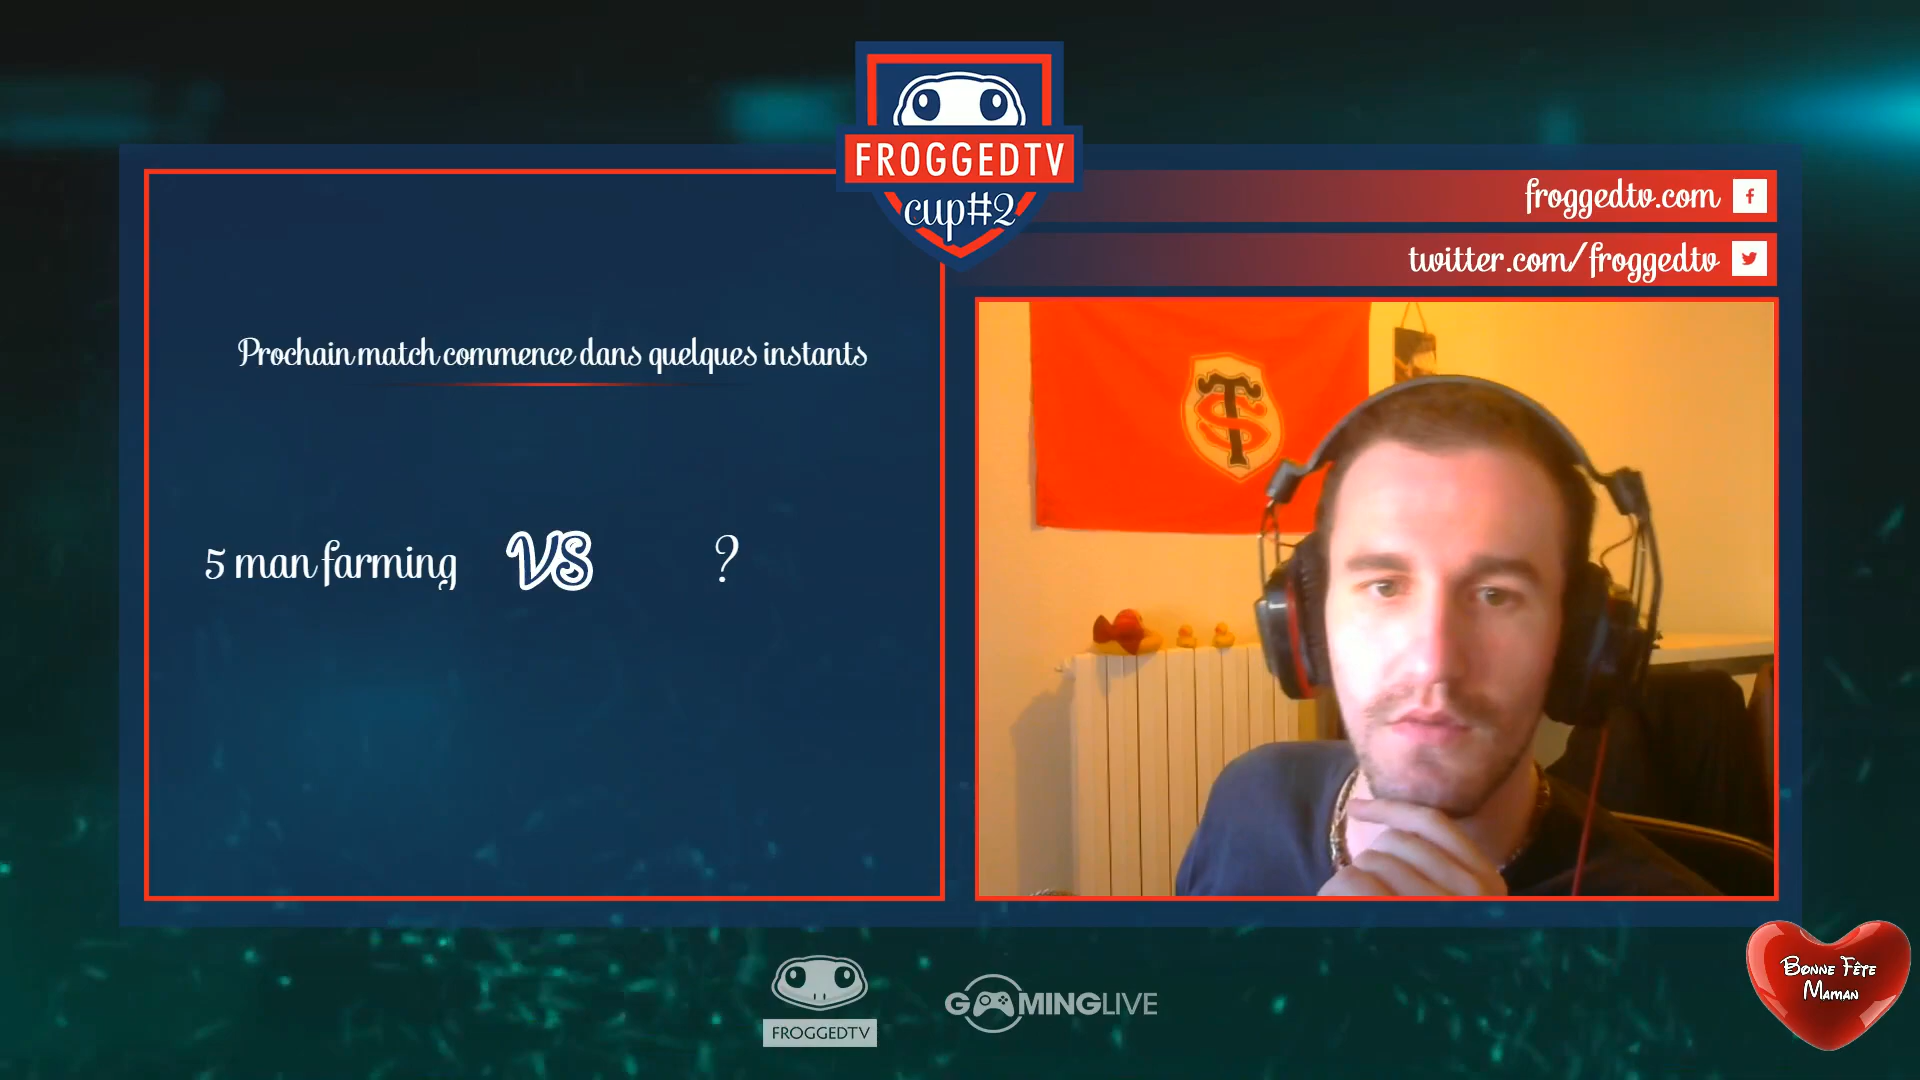 FROGGEDTV
cup#2
froggedtv.com
twitter.com/froggedtv
Prochain match commence dans quelques instants
5 man farming VS ?
ST
FROGGEDTV
GAMINGLIVE
Bonne Fête
Maman